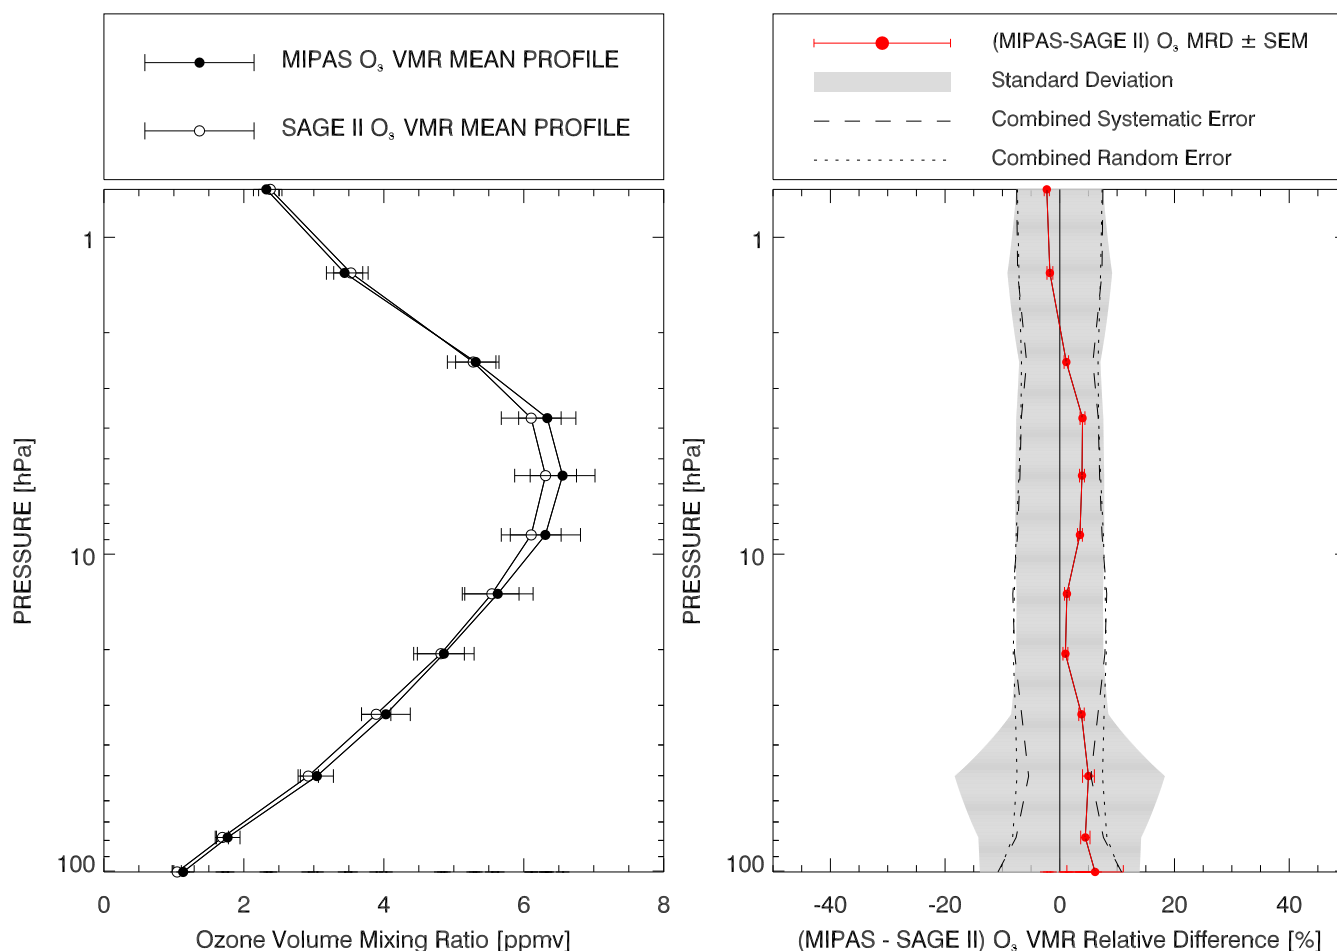 MIPAS O₃ VMR MEAN PROFILE
SAGE II O₃ VMR MEAN PROFILE
1
10
100
PRESSURE [hPa]
0 2 4 6 8
Ozone Volume Mixing Ratio [ppmv]
(MIPAS-SAGE II) O₃ MRD ± SEM
Standard Deviation
Combined Systematic Error
Combined Random Error
1
10
100
PRESSURE [hPa]
-40 -20 0 20 40
(MIPAS - SAGE II) O₃ VMR Relative Difference [%]